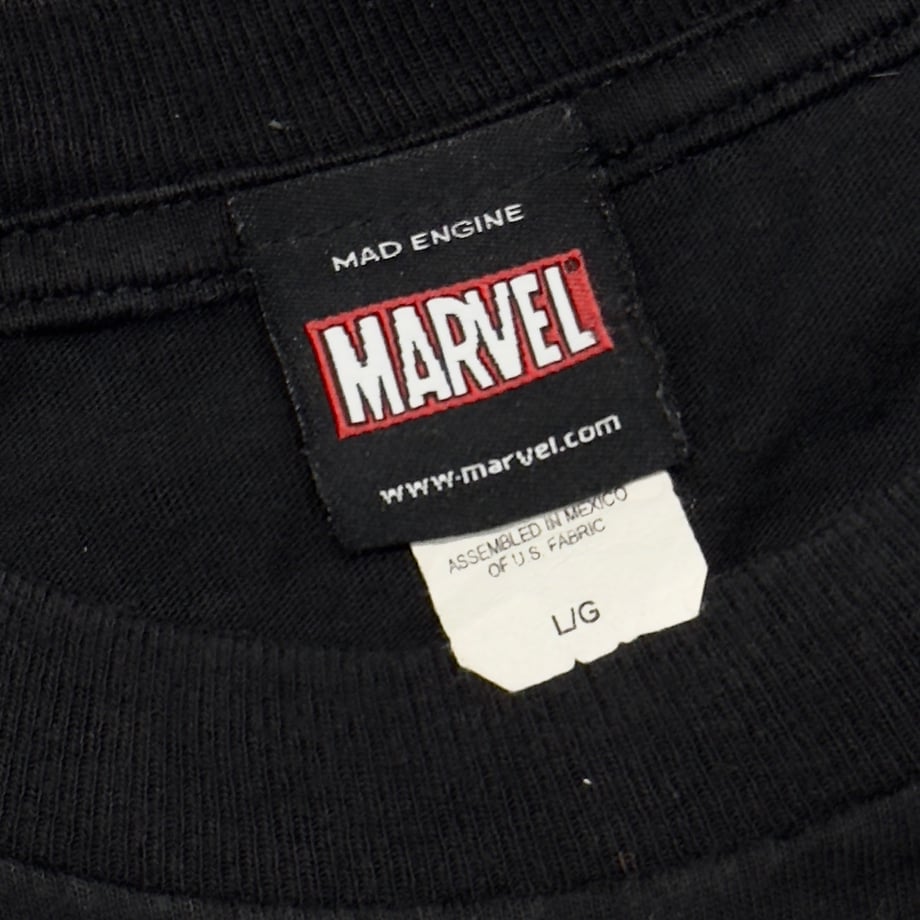 MAD ENGINE
MARVEL®
www.marvel.com
ASSEMBLED IN MEXICO
OF U.S. FABRIC
L/G